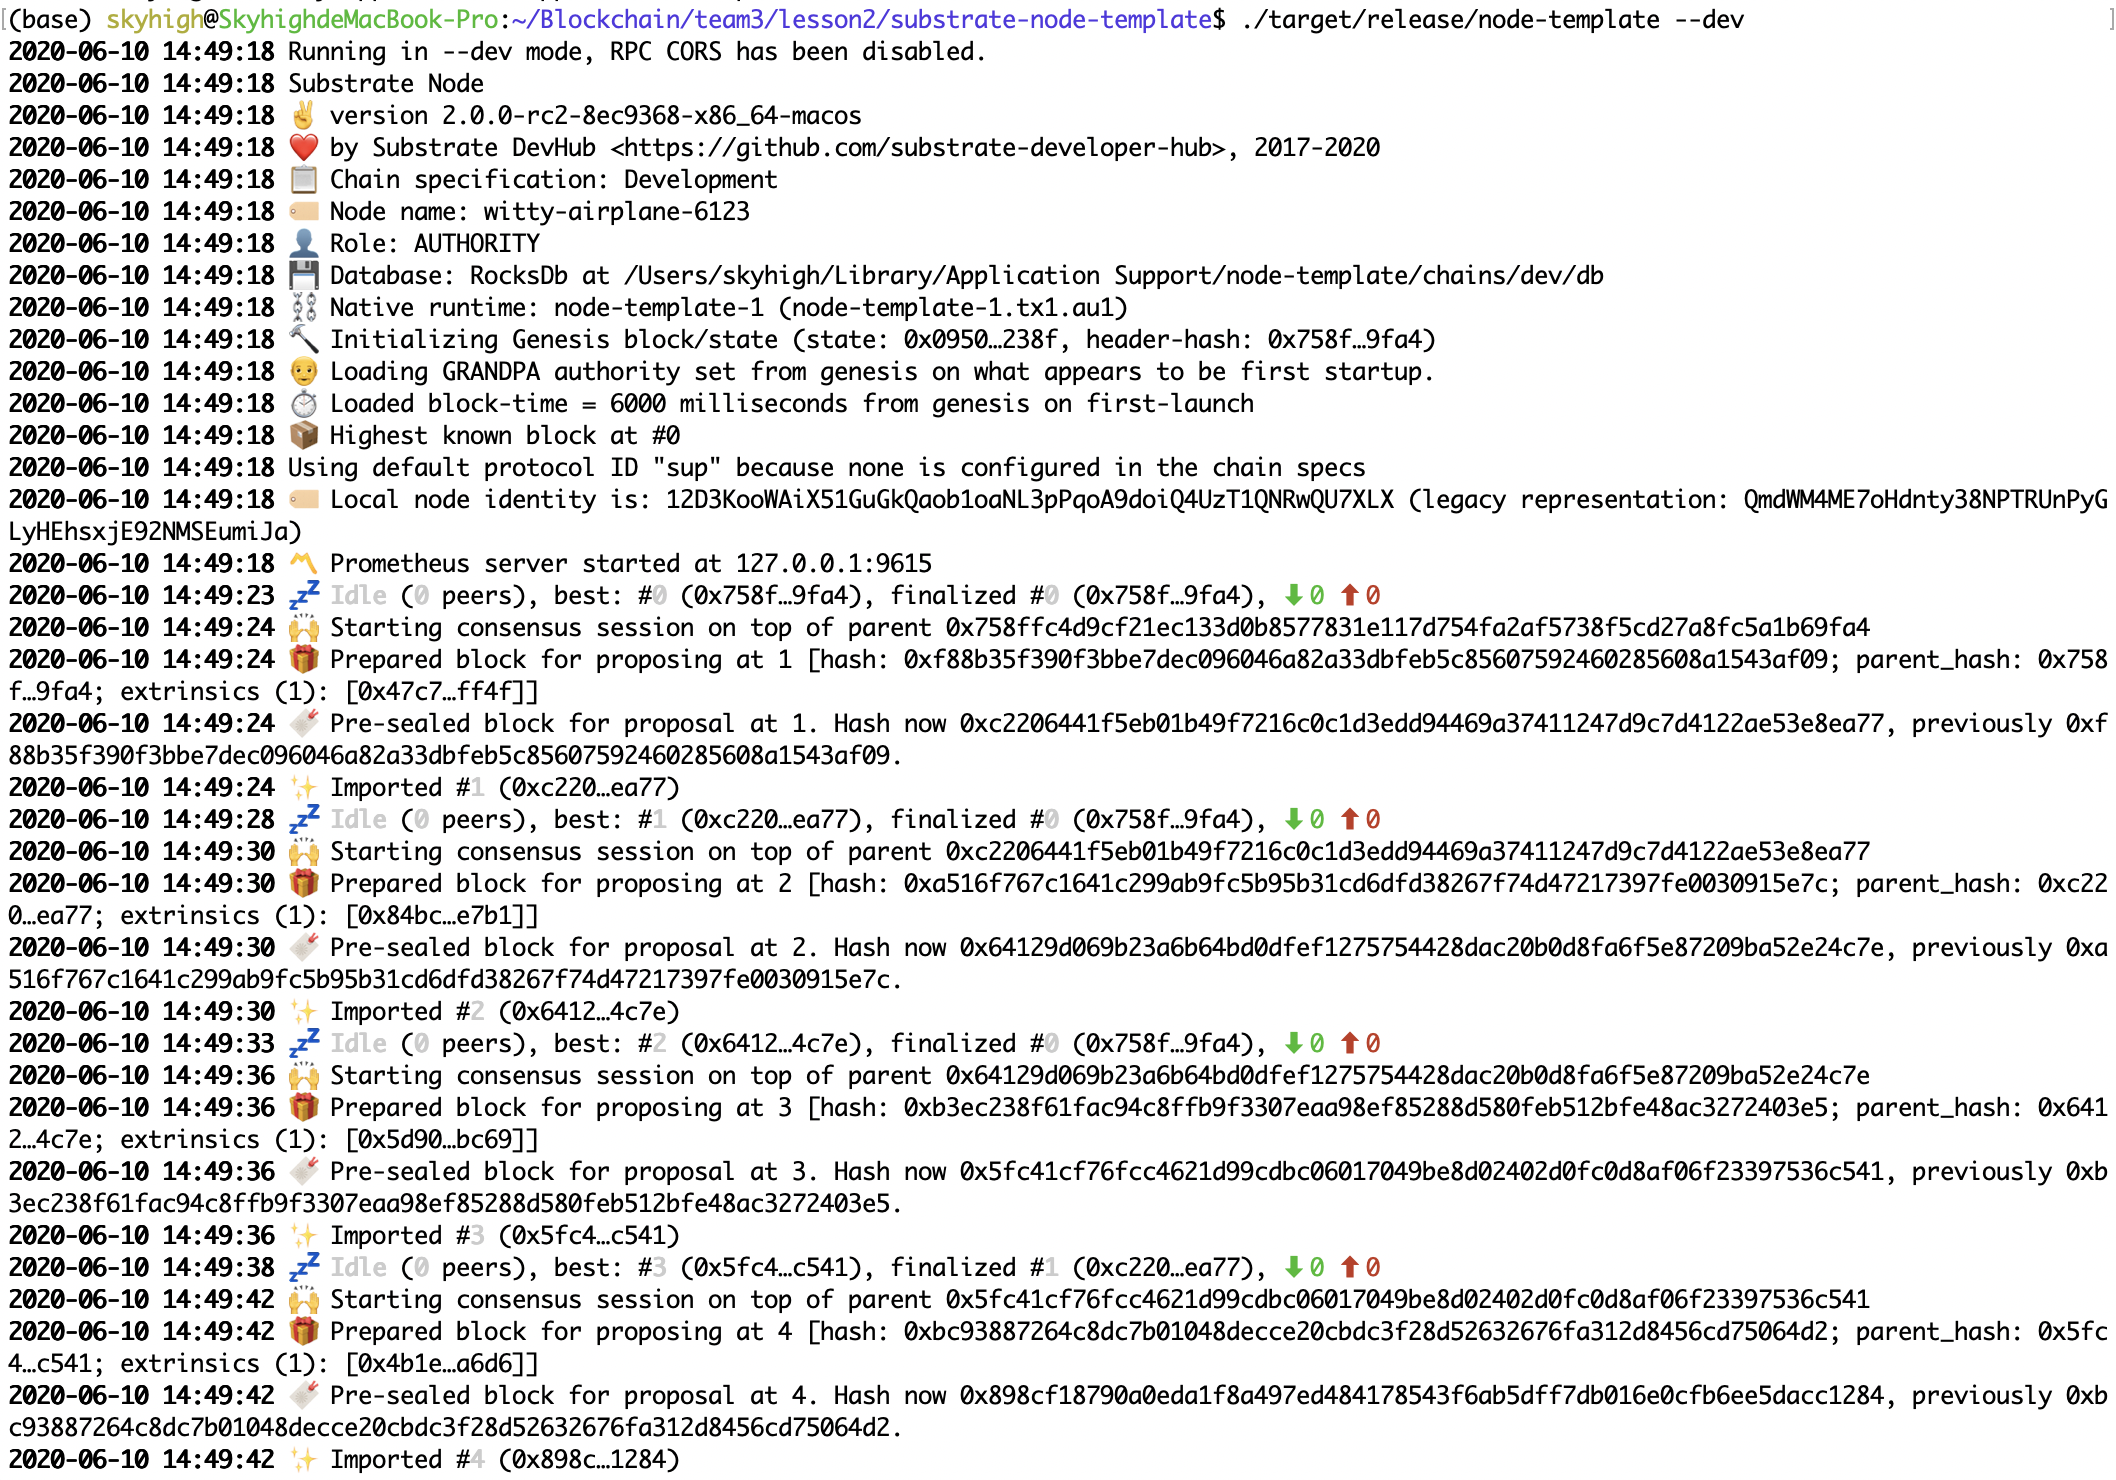 (base) skyhigh@SkyhighdeMacBook-Pro:~/Blockchain/team3/lesson2/substrate-node-template$ ./target/release/node-template --dev
2020-06-10 14:49:18 Running in --dev mode, RPC CORS has been disabled.
2020-06-10 14:49:18 Substrate Node
2020-06-10 14:49:18 ✌️ version 2.0.0-rc2-8ec9368-x86_64-macos
2020-06-10 14:49:18 ❤️ by Substrate DevHub <https://github.com/substrate-developer-hub>, 2017-2020
2020-06-10 14:49:18 📋 Chain specification: Development
2020-06-10 14:49:18 🏷 Node name: witty-airplane-6123
2020-06-10 14:49:18 👤 Role: AUTHORITY
2020-06-10 14:49:18 💾 Database: RocksDb at /Users/skyhigh/Library/Application Support/node-template/chains/dev/db
2020-06-10 14:49:18 ⛓ Native runtime: node-template-1 (node-template-1.tx1.au1)
2020-06-10 14:49:18 🔨 Initializing Genesis block/state (state: 0x0950…238f, header-hash: 0x758f…9fa4)
2020-06-10 14:49:18 👴 Loading GRANDPA authority set from genesis on what appears to be first startup.
2020-06-10 14:49:18 ⏱ Loaded block-time = 6000 milliseconds from genesis on first-launch
2020-06-10 14:49:18 📦 Highest known block at #0
2020-06-10 14:49:18 Using default protocol ID "sup" because none is configured in the chain specs
2020-06-10 14:49:18 🏷 Local node identity is: 12D3KooWAiX51GuGkQaob1oaNL3pPqoA9doiQ4UzT1QNRwQU7XLX (legacy representation: QmdWM4ME7oHdnty38NPTRUnPyG
LyHEhsxjE92NMSEumiJa)
2020-06-10 14:49:18 〽️ Prometheus server started at 127.0.0.1:9615
2020-06-10 14:49:23 💤 Idle (0 peers), best: #0 (0x758f…9fa4), finalized #0 (0x758f…9fa4), ⬇ 0 ⬆ 0
2020-06-10 14:49:24 🙌 Starting consensus session on top of parent 0x758ffc4d9cf21ec133d0b8577831e117d754fa2af5738f5cd27a8fc5a1b69fa4
2020-06-10 14:49:24 🎁 Prepared block for proposing at 1 [hash: 0xf88b35f390f3bbe7dec096046a82a33dbfeb5c85607592460285608a1543af09; parent_hash: 0x758
f…9fa4; extrinsics (1): [0x47c7…ff4f]]
2020-06-10 14:49:24 🔖 Pre-sealed block for proposal at 1. Hash now 0xc2206441f5eb01b49f7216c0c1d3edd94469a37411247d9c7d4122ae53e8ea77, previously 0xf
88b35f390f3bbe7dec096046a82a33dbfeb5c85607592460285608a1543af09.
2020-06-10 14:49:24 ✨ Imported #1 (0xc220…ea77)
2020-06-10 14:49:28 💤 Idle (0 peers), best: #1 (0xc220…ea77), finalized #0 (0x758f…9fa4), ⬇ 0 ⬆ 0
2020-06-10 14:49:30 🙌 Starting consensus session on top of parent 0xc2206441f5eb01b49f7216c0c1d3edd94469a37411247d9c7d4122ae53e8ea77
2020-06-10 14:49:30 🎁 Prepared block for proposing at 2 [hash: 0xa516f767c1641c299ab9fc5b95b31cd6dfd38267f74d47217397fe0030915e7c; parent_hash: 0xc22
0…ea77; extrinsics (1): [0x84bc…e7b1]]
2020-06-10 14:49:30 🔖 Pre-sealed block for proposal at 2. Hash now 0x64129d069b23a6b64bd0dfef1275754428dac20b0d8fa6f5e87209ba52e24c7e, previously 0xa
516f767c1641c299ab9fc5b95b31cd6dfd38267f74d47217397fe0030915e7c.
2020-06-10 14:49:30 ✨ Imported #2 (0x6412…4c7e)
2020-06-10 14:49:33 💤 Idle (0 peers), best: #2 (0x6412…4c7e), finalized #0 (0x758f…9fa4), ⬇ 0 ⬆ 0
2020-06-10 14:49:36 🙌 Starting consensus session on top of parent 0x64129d069b23a6b64bd0dfef1275754428dac20b0d8fa6f5e87209ba52e24c7e
2020-06-10 14:49:36 🎁 Prepared block for proposing at 3 [hash: 0xb3ec238f61fac94c8ffb9f3307eaa98ef85288d580feb512bfe48ac3272403e5; parent_hash: 0x641
2…4c7e; extrinsics (1): [0x5d90…bc69]]
2020-06-10 14:49:36 🔖 Pre-sealed block for proposal at 3. Hash now 0x5fc41cf76fcc4621d99cdbc06017049be8d02402d0fc0d8af06f23397536c541, previously 0xb
3ec238f61fac94c8ffb9f3307eaa98ef85288d580feb512bfe48ac3272403e5.
2020-06-10 14:49:36 ✨ Imported #3 (0x5fc4…c541)
2020-06-10 14:49:38 💤 Idle (0 peers), best: #3 (0x5fc4…c541), finalized #1 (0xc220…ea77), ⬇ 0 ⬆ 0
2020-06-10 14:49:42 🙌 Starting consensus session on top of parent 0x5fc41cf76fcc4621d99cdbc06017049be8d02402d0fc0d8af06f23397536c541
2020-06-10 14:49:42 🎁 Prepared block for proposing at 4 [hash: 0xbc93887264c8dc7b01048decce20cbdc3f28d52632676fa312d8456cd75064d2; parent_hash: 0x5fc
4…c541; extrinsics (1): [0x4b1e…a6d6]]
2020-06-10 14:49:42 🔖 Pre-sealed block for proposal at 4. Hash now 0x898cf18790a0eda1f8a497ed484178543f6ab5dff7db016e0cfb6ee5dacc1284, previously 0xb
c93887264c8dc7b01048decce20cbdc3f28d52632676fa312d8456cd75064d2.
2020-06-10 14:49:42 ✨ Imported #4 (0x898c…1284)